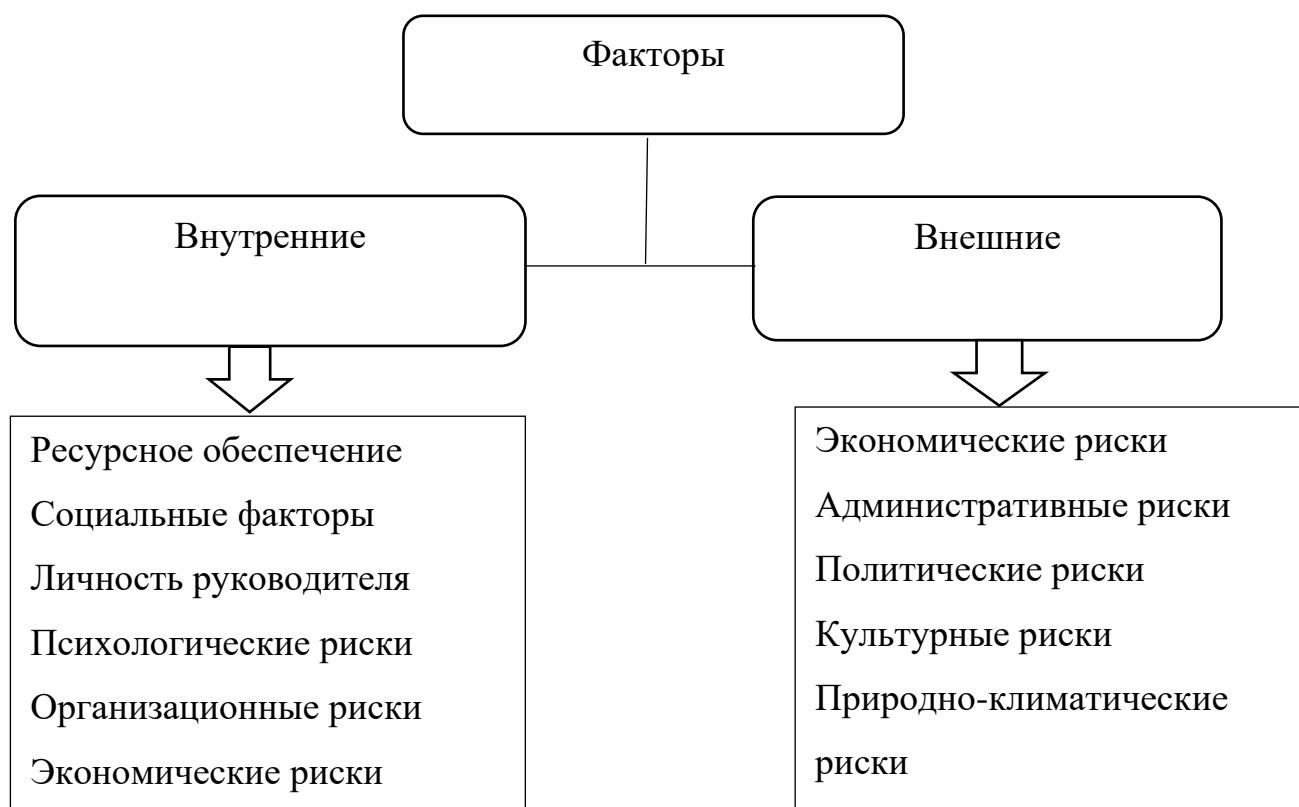 Факторы
Внутренние
Внешние
Ресурсное обеспечение
Социальные факторы
Личность руководителя
Психологические риски
Организационные риски
Экономические риски
Экономические риски
Административные риски
Политические риски
Культурные риски
Природно-климатические
риски